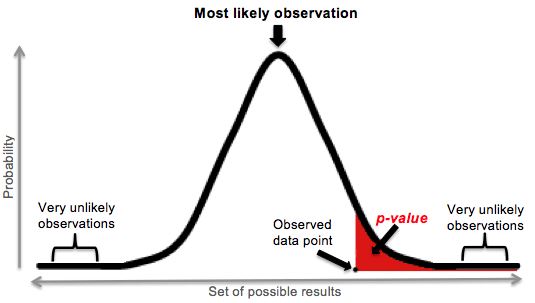 Most likely observation
Probability
Very unlikely
observations
Observed
data point
p-value
Very unlikely
observations
Set of possible results